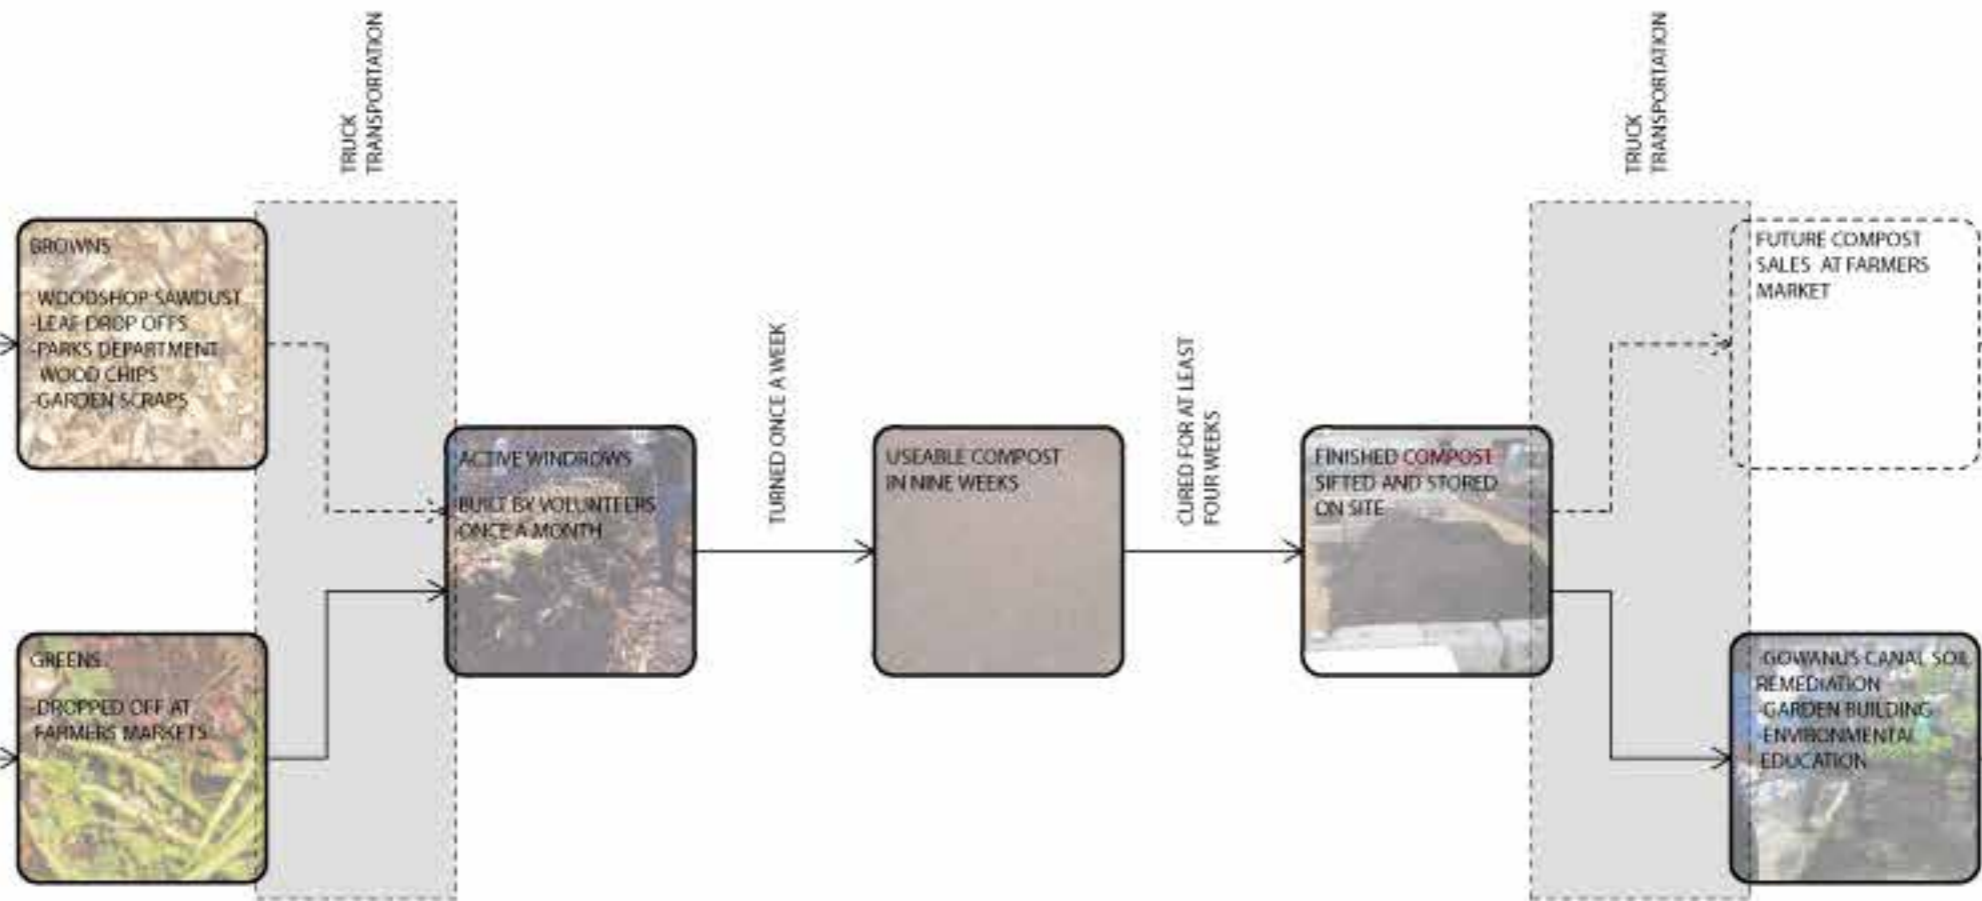 TRUCK
TRANSPORTATION
BROWNS
-WOODSHOP SAWDUST
-LEAF DROP OFFS
-PARKS DEPARTMENT
WOOD CHIPS
-GARDEN SCRAPS
GREENS
-DROPPED OFF AT
FARMERS MARKETS
ACTIVE WINDROWS
BUILT BY VOLUNTEERS
ONCE A MONTH
TURNED ONCE A WEEK
USEABLE COMPOST
IN NINE WEEKS
CURED FOR AT LEAST
FOUR WEEKS
FINISHED COMPOST
SIFTED AND STORED
ON SITE
TRUCK
TRANSPORTATION
FUTURE COMPOST
SALES AT FARMERS
MARKET
-GOWANUS CANAL SOIL
REMEDIATION
-GARDEN BUILDING
-ENVIRONMENTAL
EDUCATION